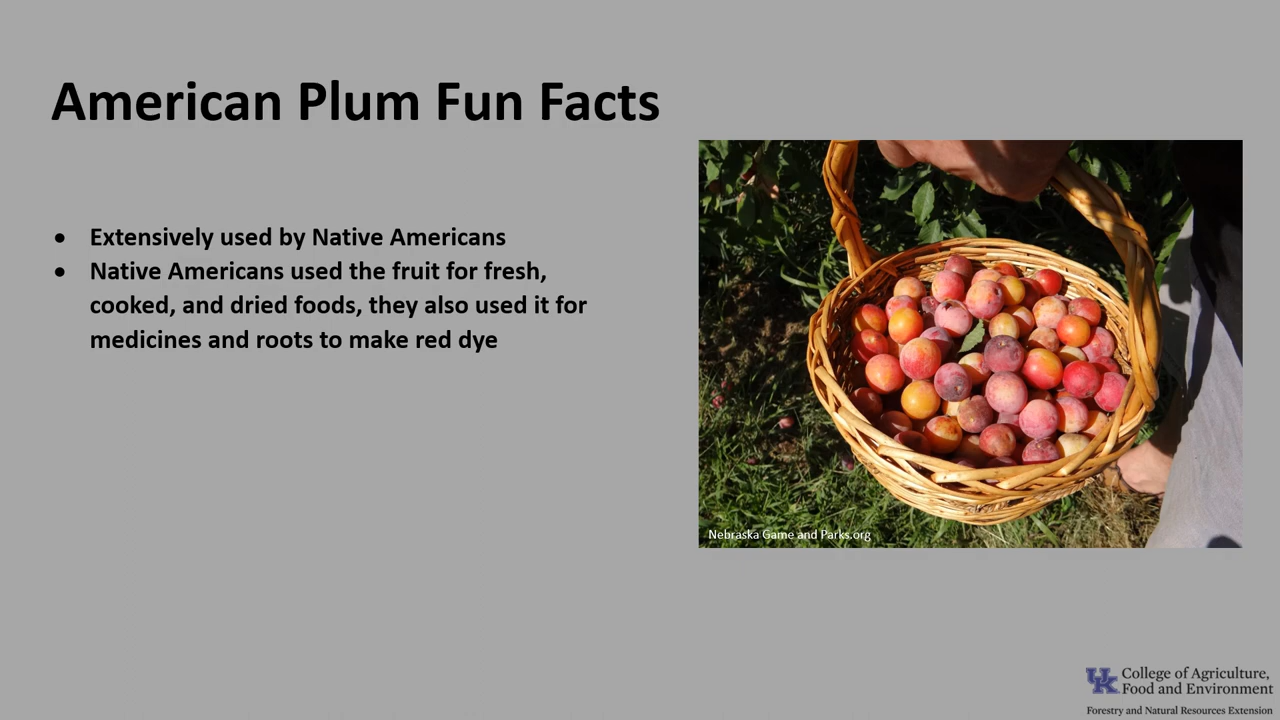 American Plum Fun Facts
● Extensively used by Native Americans
● Native Americans used the fruit for fresh,
cooked, and dried foods, they also used it for
medicines and roots to make red dye
Nebraska Game and Parks.org
UK College of Agriculture,
Food and Environment
Forestry and Natural Resources Extension